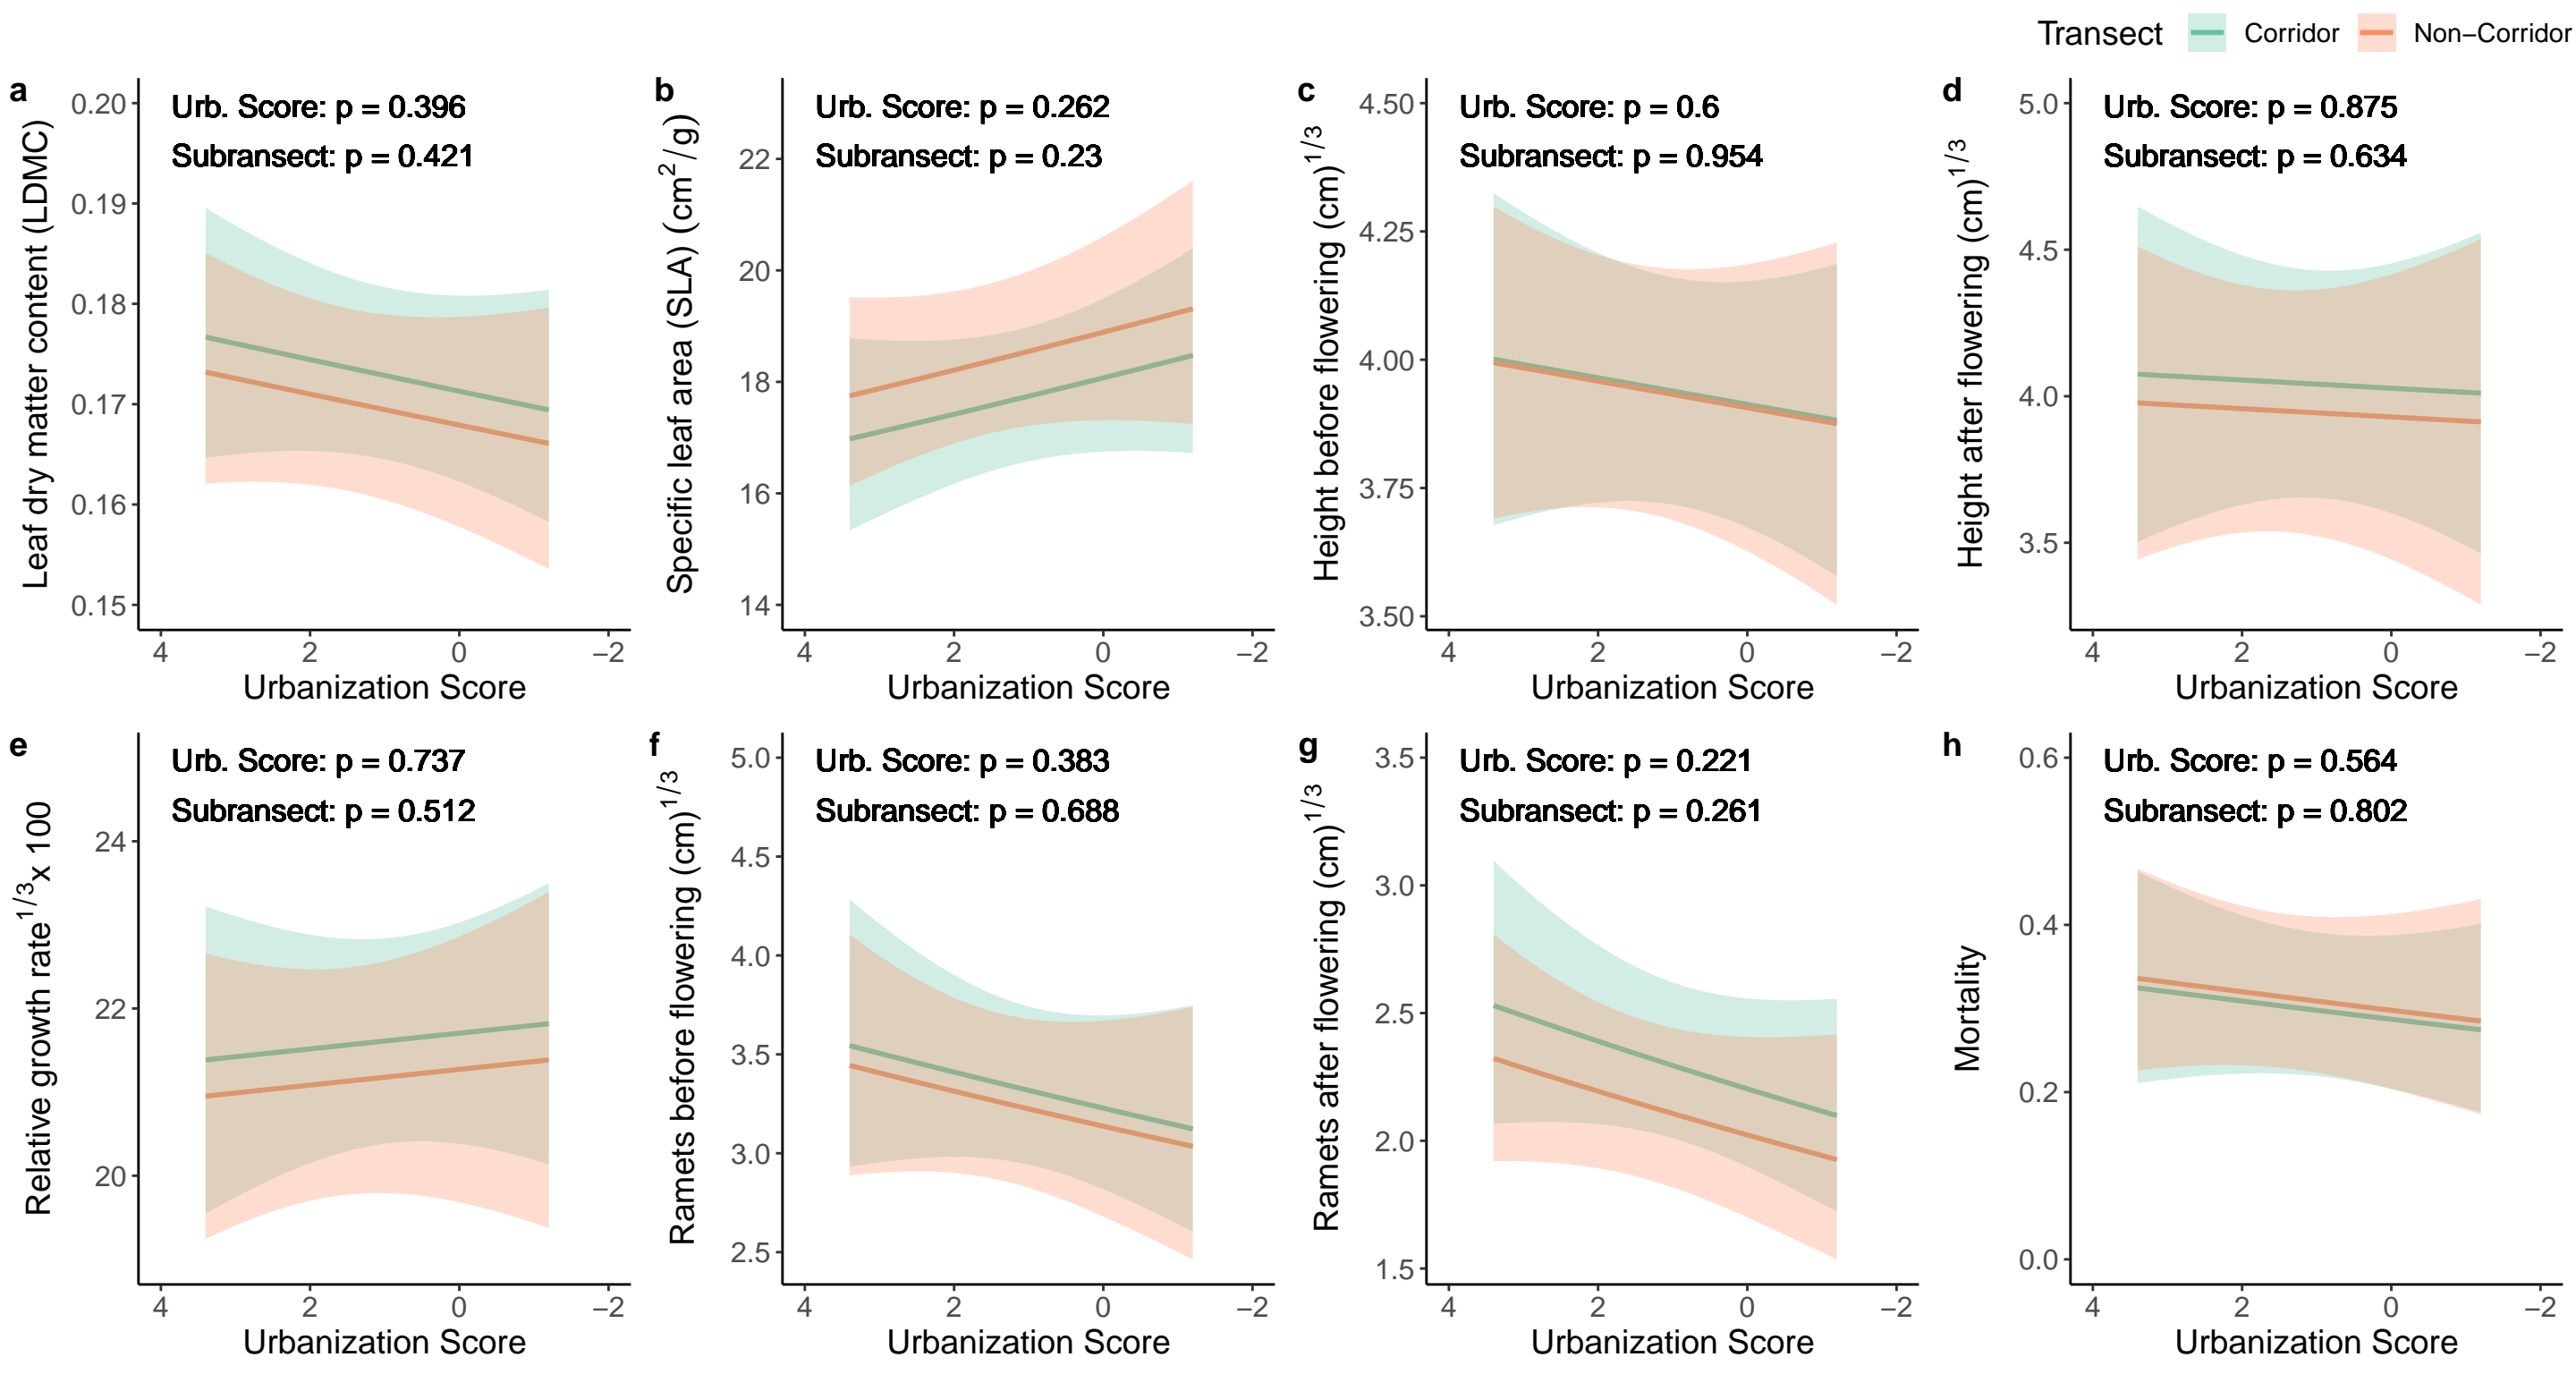 Transect Corridor Non−Corridor
a
Urb. Score: p = 0.396
Subransect: p = 0.421
Leaf dry matter content (LDMC)
0.20
0.19
0.18
0.17
0.16
0.15
4 2 0 −2
Urbanization Score
b
Urb. Score: p = 0.262
Subransect: p = 0.23
Specific leaf area (SLA) (cm²/g)
22
20
18
16
14
4 2 0 −2
Urbanization Score
c
Urb. Score: p = 0.6
Subransect: p = 0.954
Height before flowering (cm)^1/3
4.50
4.25
4.00
3.75
3.50
4 2 0 −2
Urbanization Score
d
Urb. Score: p = 0.875
Subransect: p = 0.634
Height after flowering (cm)^1/3
5.0
4.5
4.0
3.5
4 2 0 −2
Urbanization Score
e
Urb. Score: p = 0.737
Subransect: p = 0.512
Relative growth rate^1/3 x 100
24
22
20
4 2 0 −2
Urbanization Score
f
Urb. Score: p = 0.383
Subransect: p = 0.688
Ramets before flowering (cm)^1/3
5.0
4.5
4.0
3.5
3.0
2.5
4 2 0 −2
Urbanization Score
g
Urb. Score: p = 0.221
Subransect: p = 0.261
Ramets after flowering (cm)^1/3
3.5
3.0
2.5
2.0
1.5
4 2 0 −2
Urbanization Score
h
Urb. Score: p = 0.564
Subransect: p = 0.802
Mortality
0.6
0.4
0.2
0.0
4 2 0 −2
Urbanization Score